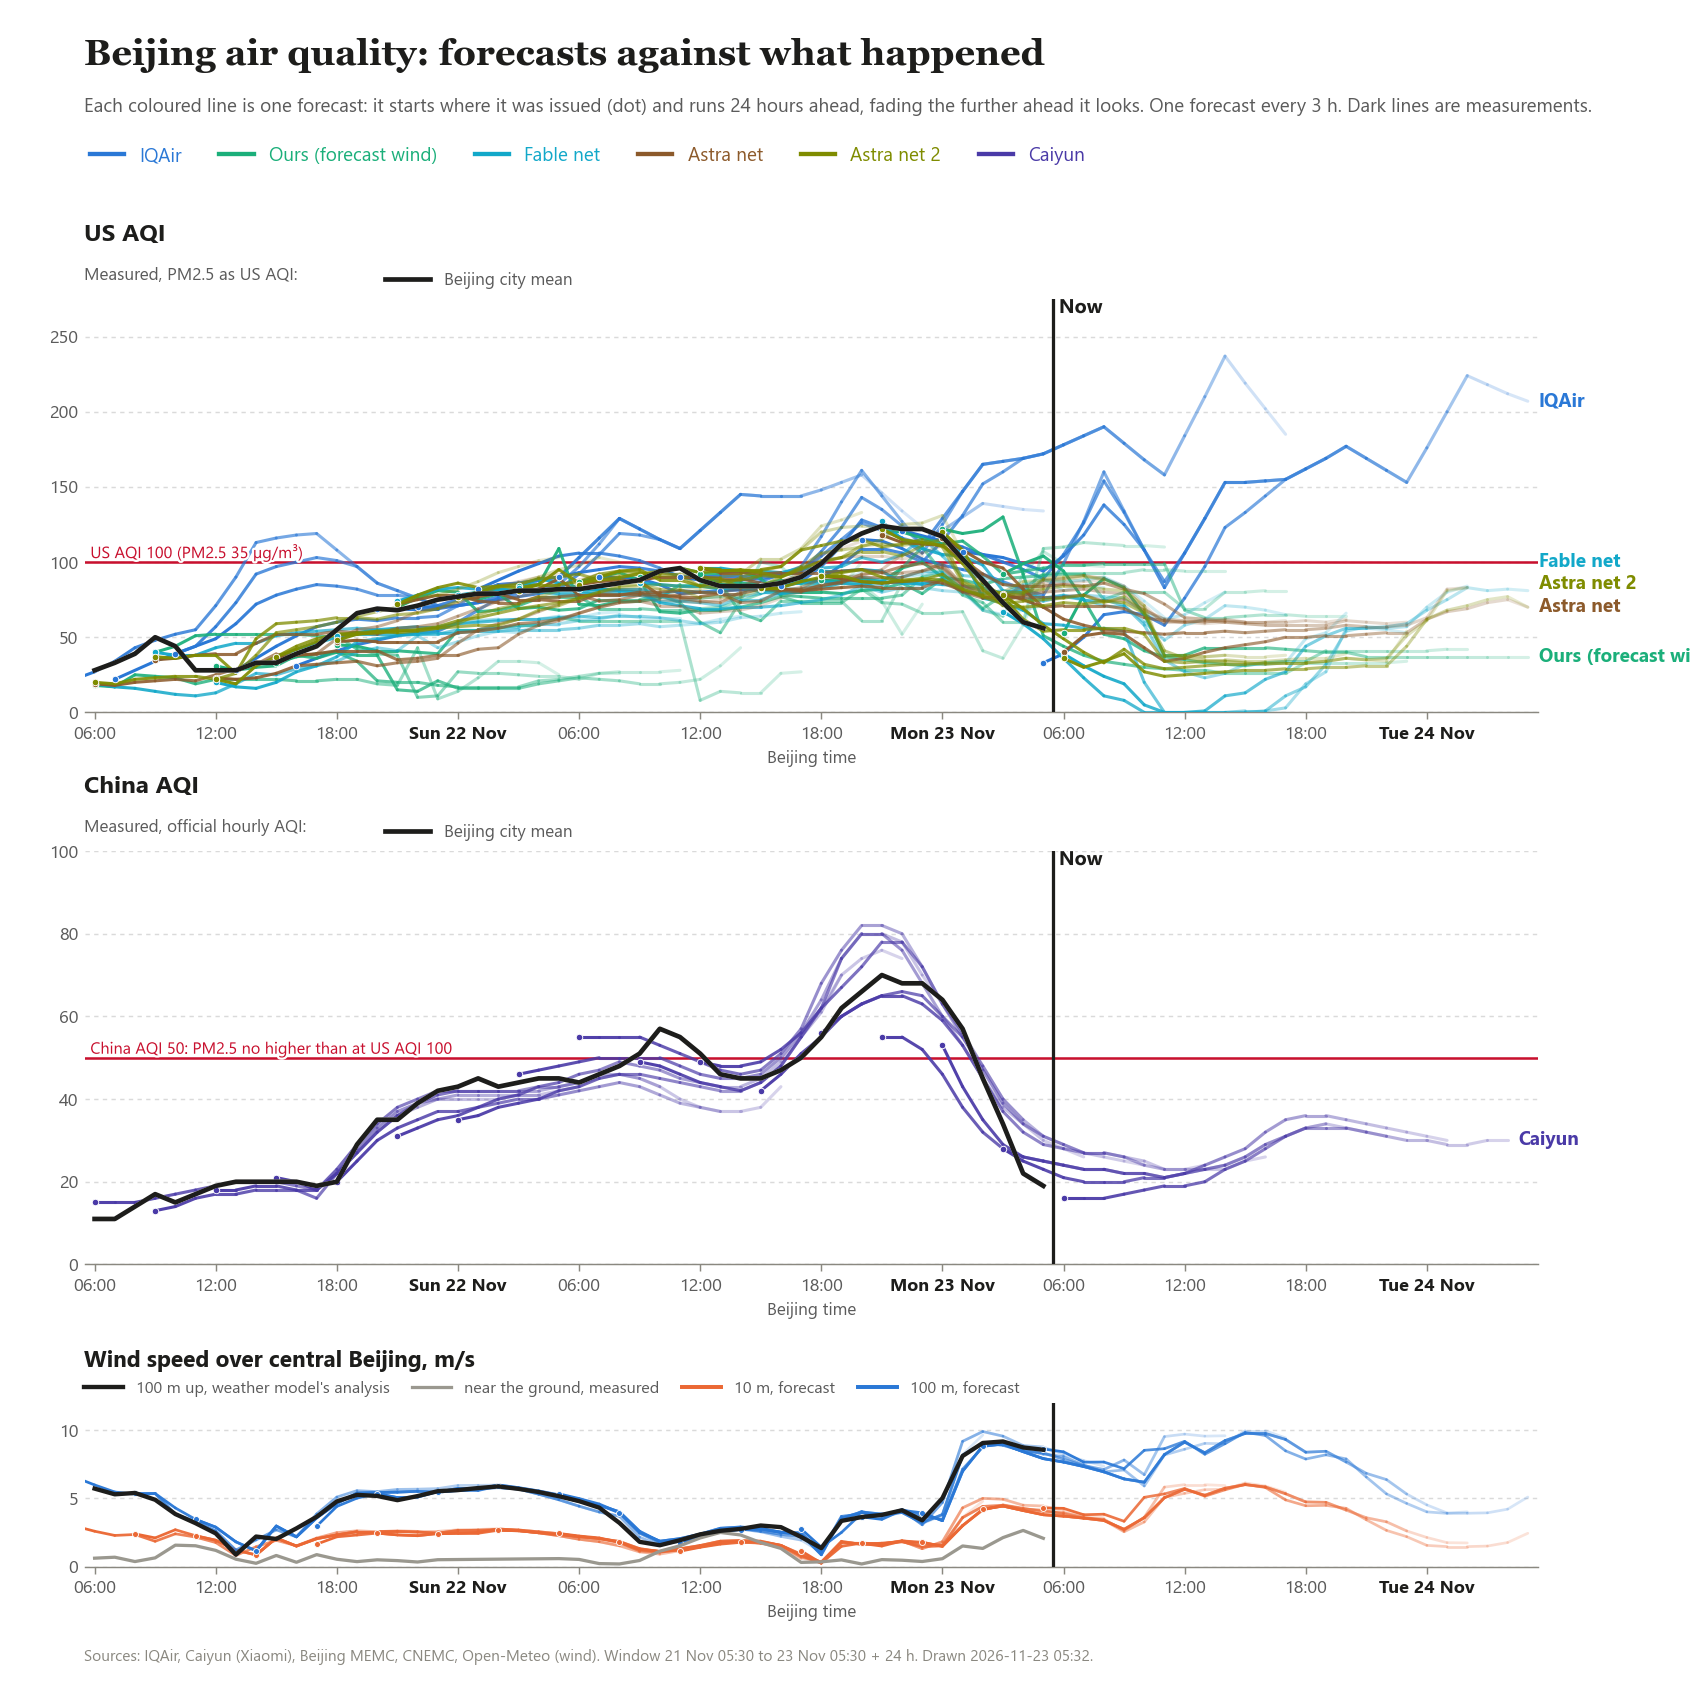 Beijing air quality: forecasts against what happened
Each coloured line is one forecast: it starts where it was issued (dot) and runs 24 hours ahead, fading the further ahead it looks. One forecast every 3 h. Dark lines are measurements.
IQAir Ours (forecast wind) Fable net Astra net Astra net 2 Caiyun
US AQI
Measured, PM2.5 as US AQI: Beijing city mean
Now
250
200
IQAir
150
US AQI 100 (PM2.5 35 µg/m³)
100
Fable net
Astra net 2
Astra net
50
Ours (forecast wi
0
06:00 12:00 18:00 Sun 22 Nov 06:00 12:00 18:00 Mon 23 Nov 06:00 12:00 18:00 Tue 24 Nov
Beijing time
China AQI
Measured, official hourly AQI: Beijing city mean
100
Now
80
60
China AQI 50: PM2.5 no higher than at US AQI 100
40
Caiyun
20
0
06:00 12:00 18:00 Sun 22 Nov 06:00 12:00 18:00 Mon 23 Nov 06:00 12:00 18:00 Tue 24 Nov
Beijing time
Wind speed over central Beijing, m/s
100 m up, weather model's analysis near the ground, measured 10 m, forecast 100 m, forecast
10
5
0
06:00 12:00 18:00 Sun 22 Nov 06:00 12:00 18:00 Mon 23 Nov 06:00 12:00 18:00 Tue 24 Nov
Beijing time
Sources: IQAir, Caiyun (Xiaomi), Beijing MEMC, CNEMC, Open-Meteo (wind). Window 21 Nov 05:30 to 23 Nov 05:30 + 24 h. Drawn 2026-11-23 05:32.